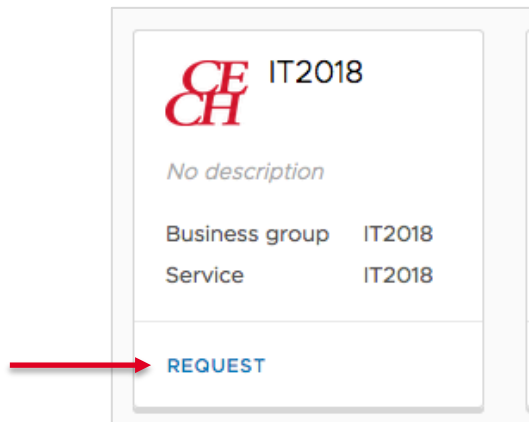 CE
CH
IT2018
No description
Business group IT2018
Service IT2018
REQUEST